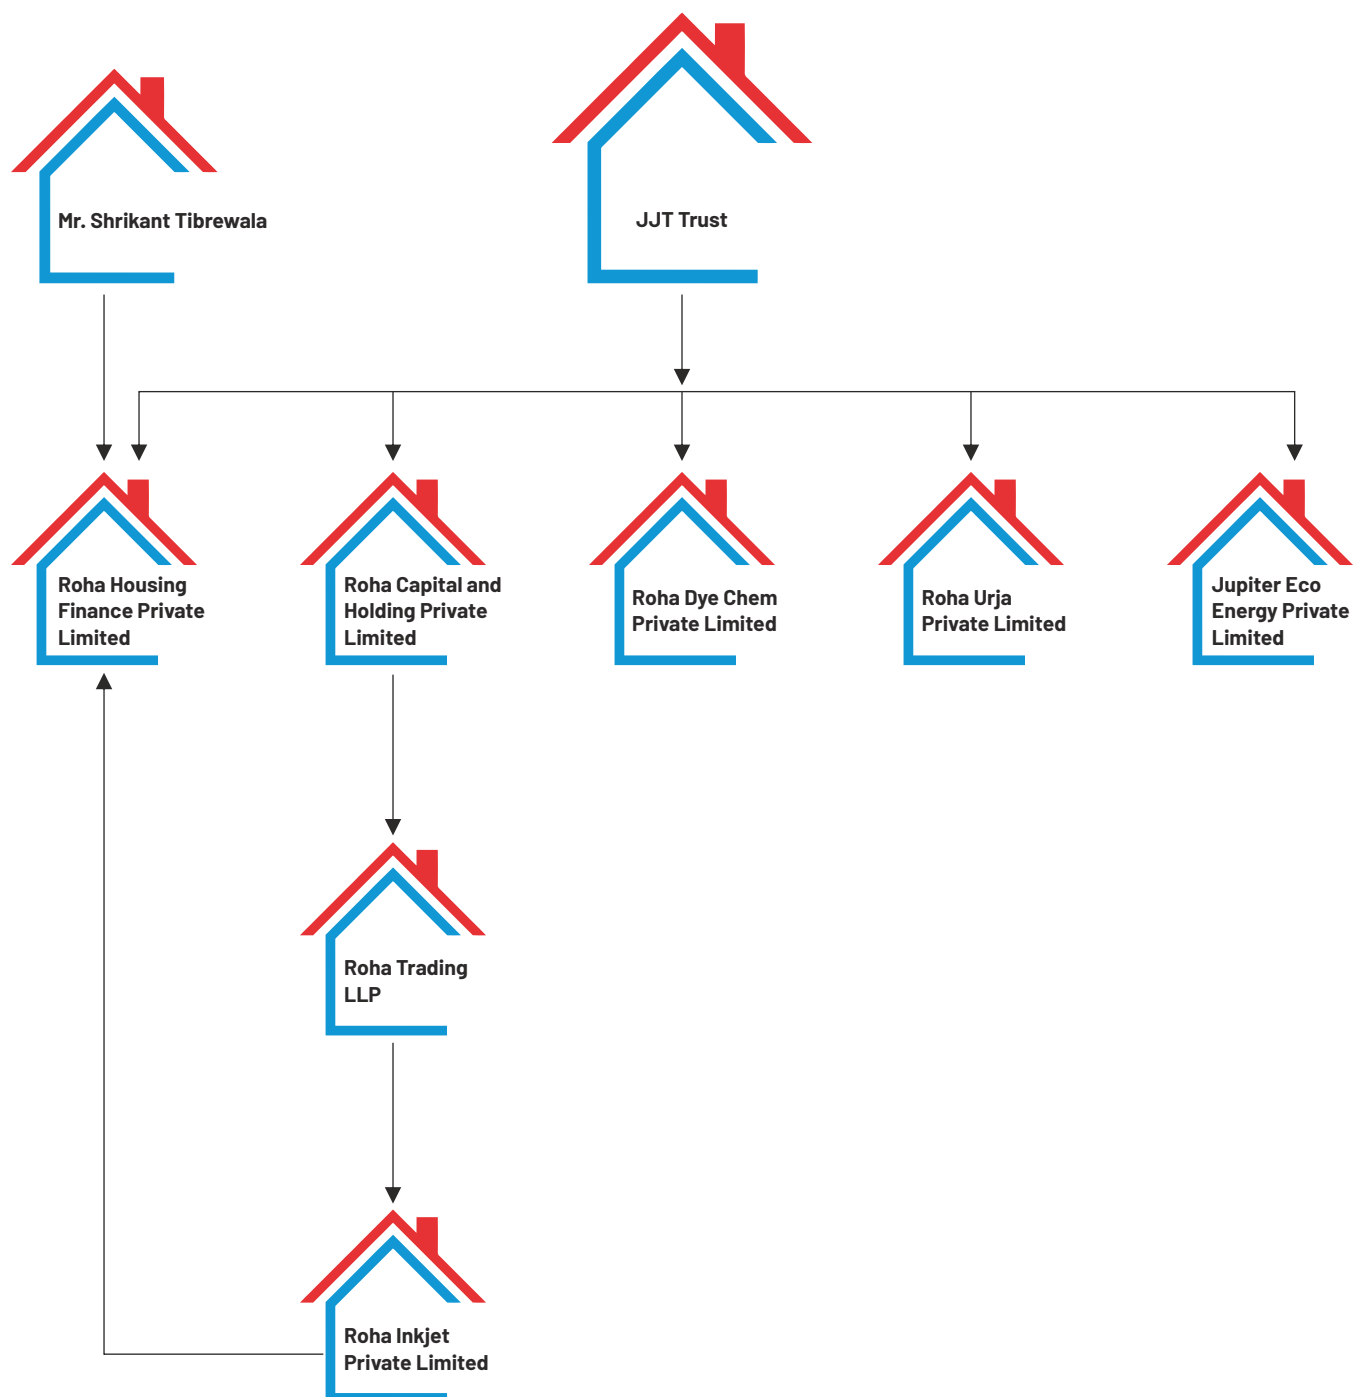 Mr. Shrikant Tibrewala
JJT Trust
Roha Housing
Finance Private
Limited
Roha Capital and
Holding Private
Limited
Roha Dye Chem
Private Limited
Roha Urja
Private Limited
Jupiter Eco
Energy Private
Limited
Roha Trading
LLP
Roha Inkjet
Private Limited